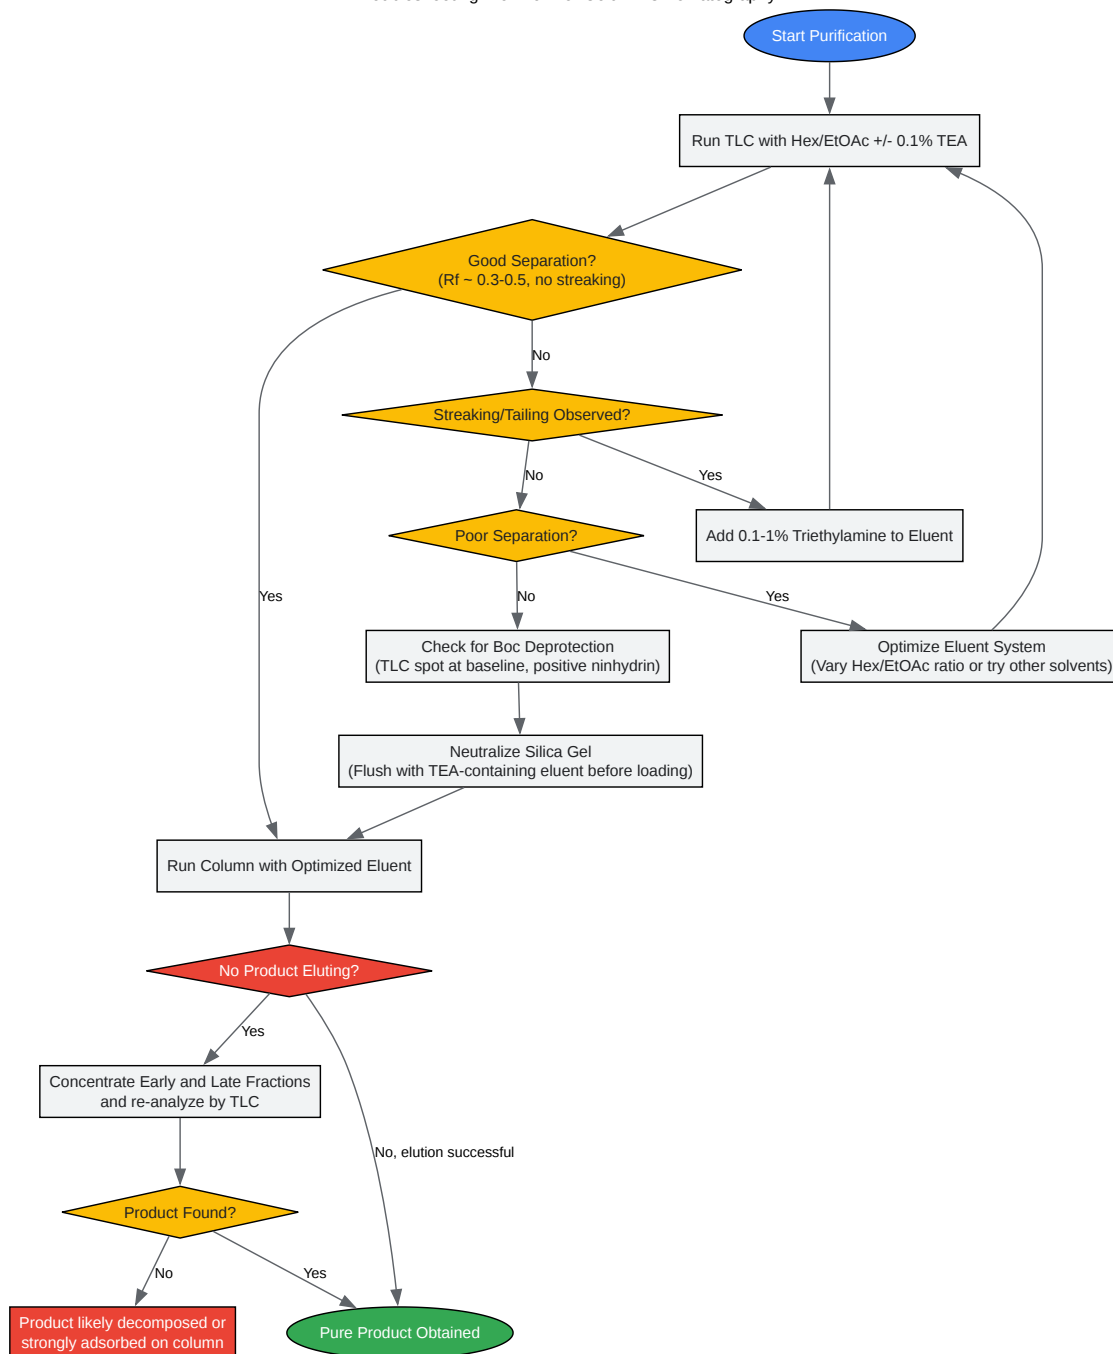 Start Purification
Run TLC with Hex/EtOAc +/- 0.1% TEA
Good Separation?
(Rf ~ 0.3-0.5, no streaking)
No
Streaking/Tailing Observed?
No
Yes
Poor Separation?
Add 0.1-1% Triethylamine to Eluent
Yes
No
Yes
Check for Boc Deprotection
(TLC spot at baseline, positive ninhydrin)
Optimize Eluent System
(Vary Hex/EtOAc ratio or try other solvents)
Neutralize Silica Gel
(Flush with TEA-containing eluent before loading)
Run Column with Optimized Eluent
No Product Eluting?
Yes
Concentrate Early and Late Fractions
and re-analyze by TLC
No, elution successful
Product Found?
No
Yes
Product likely decomposed or
strongly adsorbed on column
Pure Product Obtained